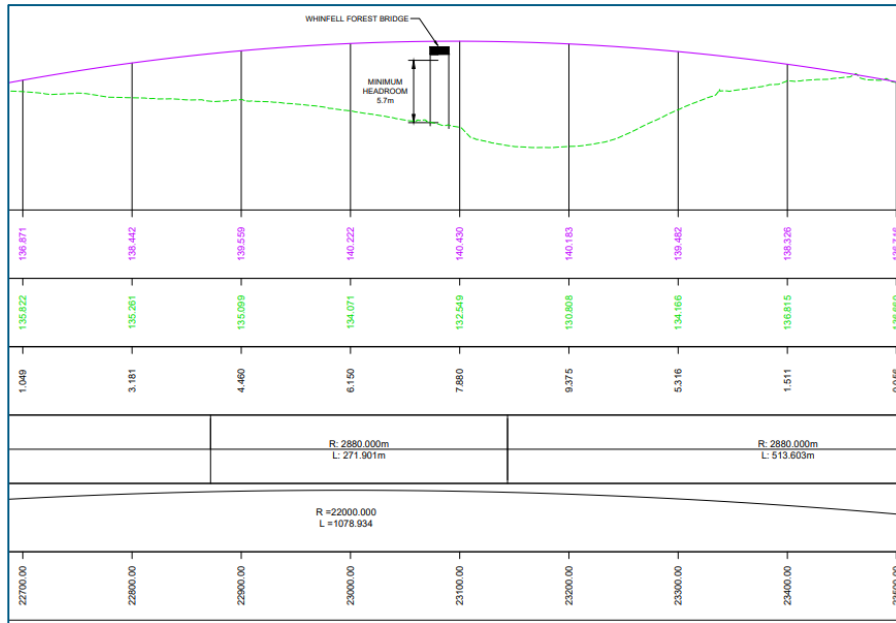 WHINFELL FOREST BRIDGE
MINIMUM
HEADROOM
5.7m
136.871 138.442 139.559 140.222 140.430 140.183 139.482 138.326
135.822 135.261 135.099 134.071 132.549 130.808 134.166 136.815
1.049 3.181 4.460 6.150 7.880 9.375 5.316 1.511
R: 2880.000m R: 2880.000m
L: 271.901m L: 513.603m
R =22000.000
L =1078.934
22700.00 22800.00 22900.00 23000.00 23100.00 23200.00 23300.00 23400.00